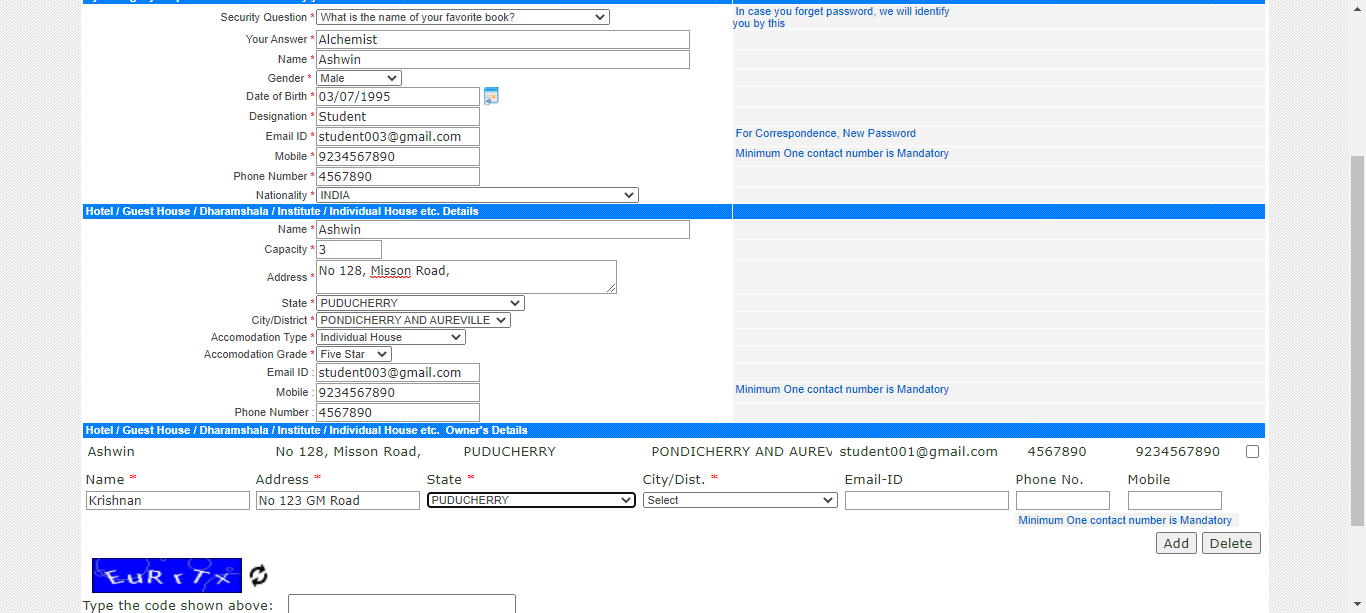 Security Question * What is the name of your favorite book? In case you forget password, we will identify
you by this
Your Answer * Alchemist
Name * Ashwin
Gender * Male
Date of Birth * 03/07/1995
Designation * Student
Email ID * student003@gmail.com For Correspondence, New Password
Mobile * 9234567890 Minimum One contact number is Mandatory
Phone Number * 4567890
Nationality * INDIA
Hotel / Guest House / Dharamshala / Institute / Individual House etc. Details
Name * Ashwin
Capacity * 3
Address * No 128, Misson Road,
State * PUDUCHERRY
City/District * PONDICHERRY AND AUREVILLE
Accomodation Type * Individual House
Accomodation Grade * Five Star
Email ID : student003@gmail.com
Mobile : 9234567890 Minimum One contact number is Mandatory
Phone Number : 4567890
Hotel / Guest House / Dharamshala / Institute / Individual House etc. Owner's Details
Ashwin No 128, Misson Road, PUDUCHERRY PONDICHERRY AND AUREV student001@gmail.com 4567890 9234567890
Name * Address * State * City/Dist. * Email-ID Phone No. Mobile
Krishnan No 123 GM Road PUDUCHERRY Select
Minimum One contact number is Mandatory
Add Delete
EuRrTx
Type the code shown above: